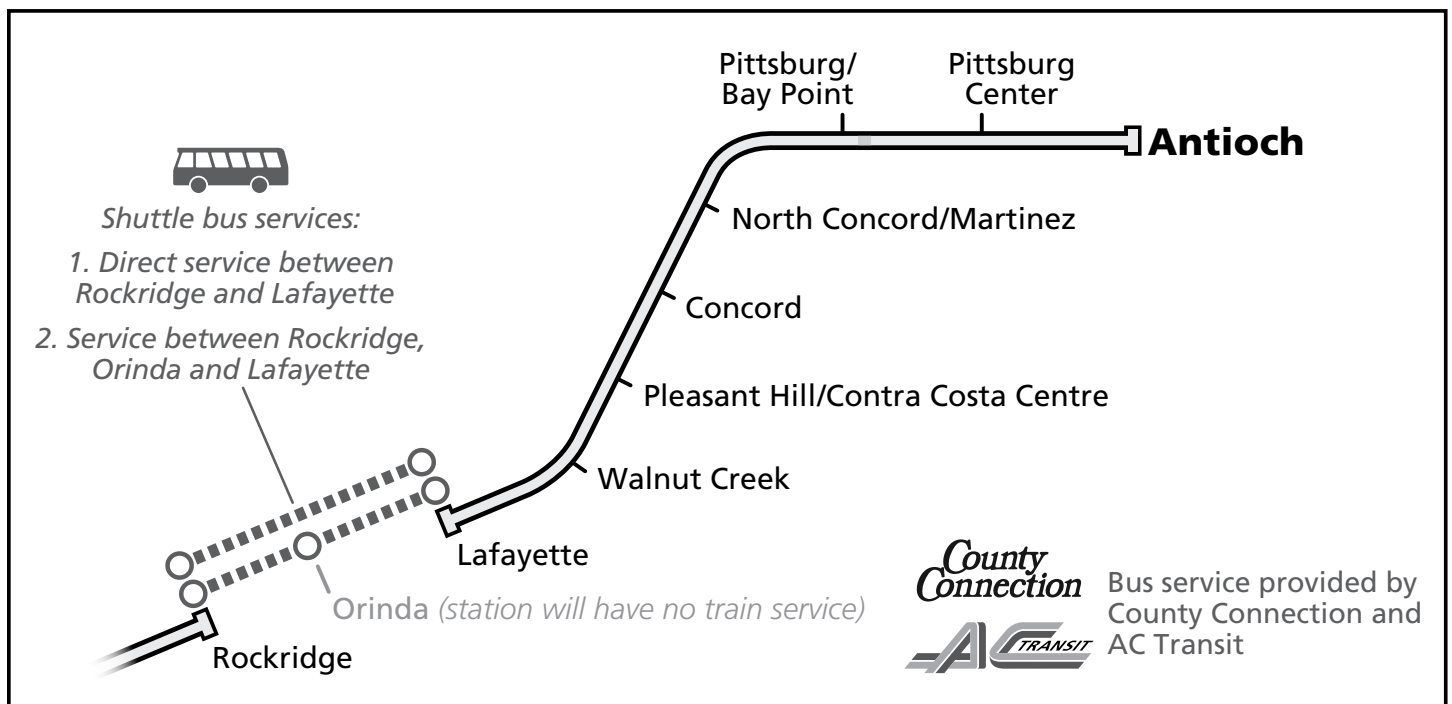 Pittsburg/
Bay Point
Pittsburg
Center
Antioch
Shuttle bus services:
1. Direct service between
Rockridge and Lafayette
2. Service between Rockridge,
Orinda and Lafayette
North Concord/Martinez
Concord
Pleasant Hill/Contra Costa Centre
Walnut Creek
Lafayette
Orinda (station will have no train service)
Rockridge
County
Connection
AC TRANSIT
Bus service provided by
County Connection and
AC Transit